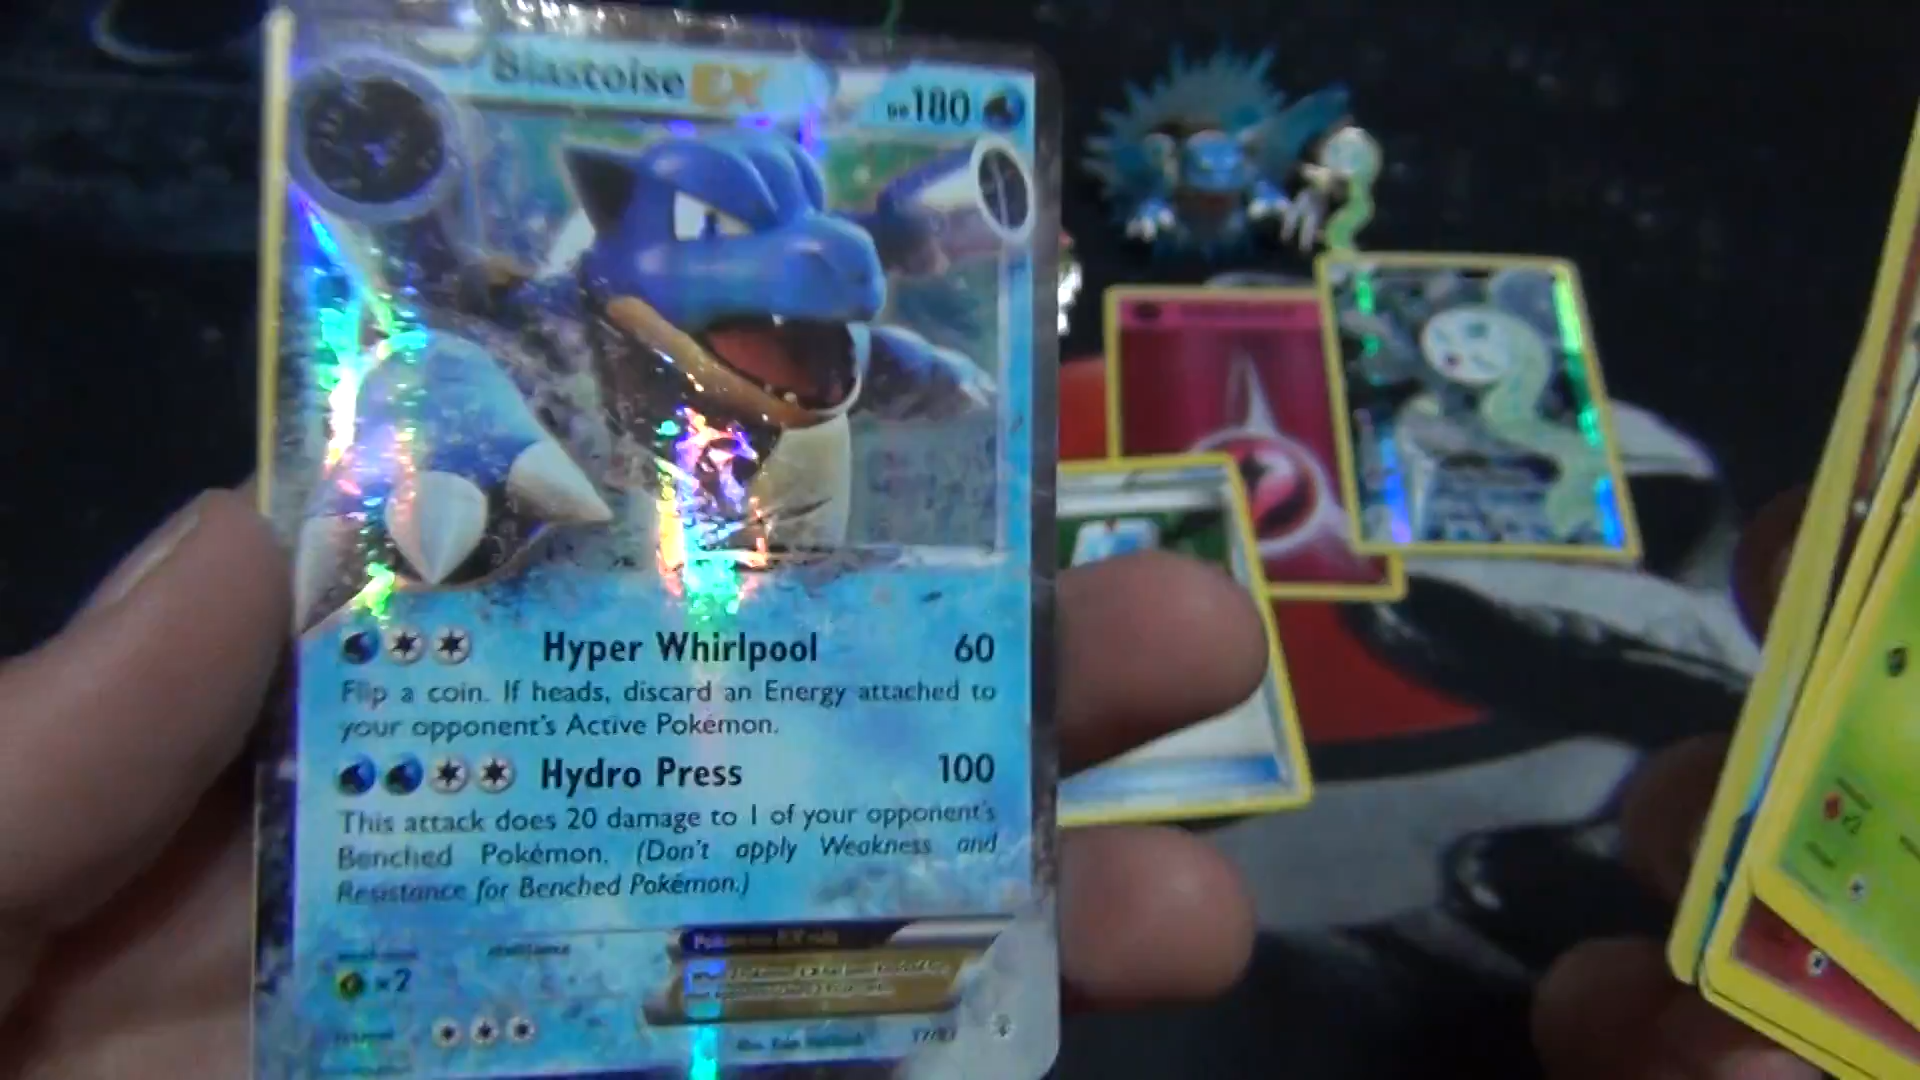 Blastoise EX
180
Hyper Whirlpool 60
Flip a coin. If heads, discard an Energy attached to
your opponent's Active Pokémon.
Hydro Press 100
This attack does 20 damage to 1 of your opponent's
Benched Pokémon. (Don't apply Weakness and
Resistance for Benched Pokémon.)
×2